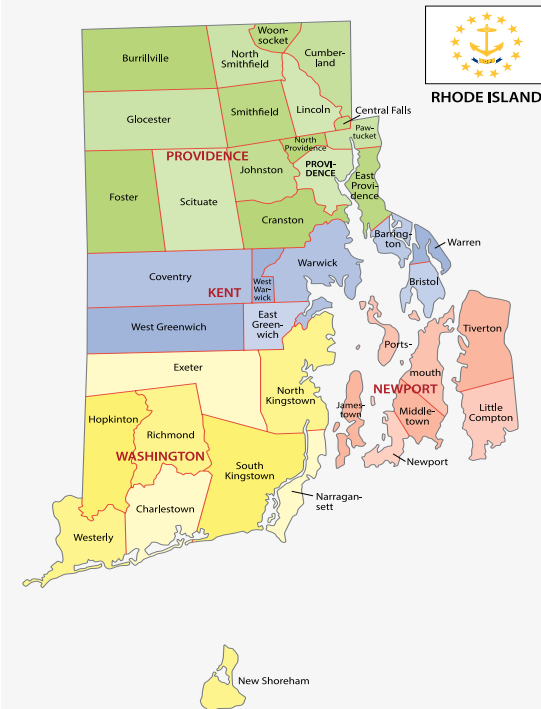 Woon-
socket
Burrillville
North
Smithfield
Cumber-
land
RHODE ISLAND
Glocester
Smithfield
Lincoln
Central Falls
Paw-
tucket
North
Providence
PROVIDENCE
PROVI-
DENCE
Johnston
East
Provi-
dence
Foster
Scituate
Cranston
Barring-
ton
Warren
Warwick
Coventry
West
War-
wick
Bristol
KENT
East
Green-
wich
West Greenwich
Tiverton
Ports-
mouth
Exeter
NEWPORT
North
Kingstown
James-
town
Middle-
town
Little
Compton
Hopkinton
Richmond
WASHINGTON
Newport
South
Kingstown
Narragan-
sett
Charlestown
Westerly
New Shoreham